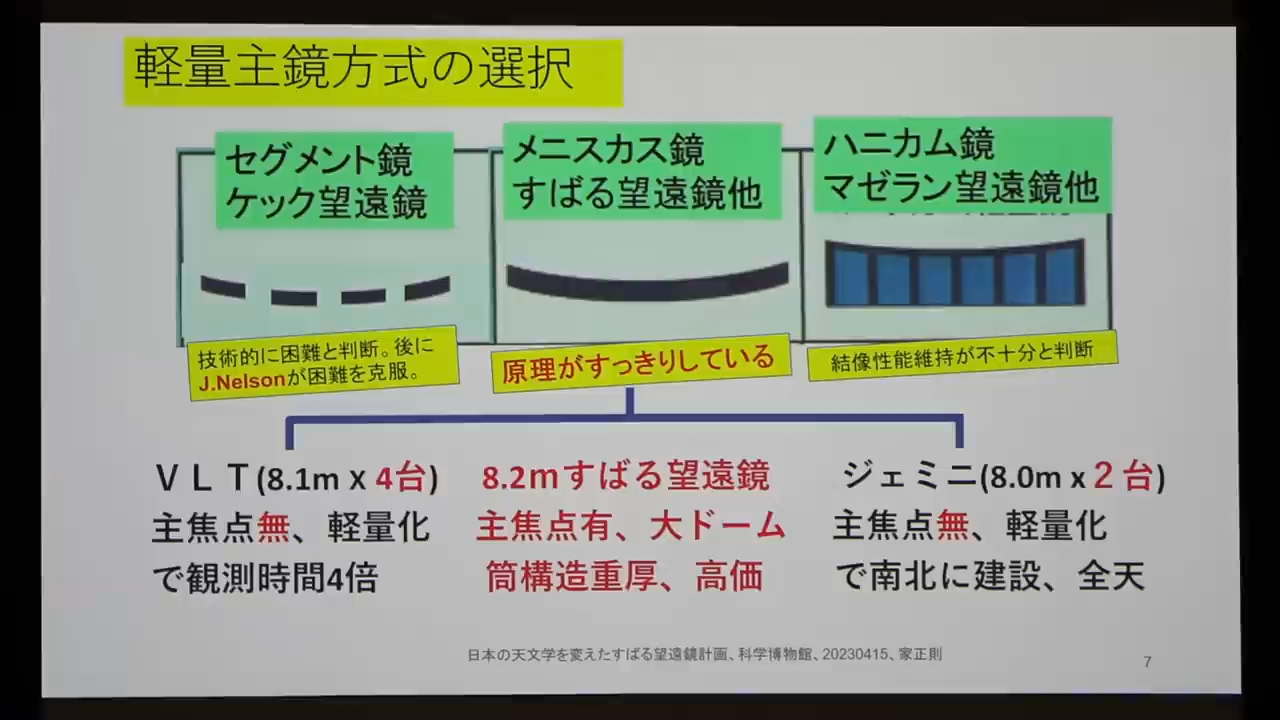 軽量主鏡方式の選択
セグメント鏡
ケック望遠鏡
メニスカス鏡
すばる望遠鏡他
ハニカム鏡
マゼラン望遠鏡他
技術的に困難と判断。後に
J.Nelsonが困難を克服。
原理がすっきりしている
結像性能維持が不十分と判断
ＶＬＴ(8.1m x 4台)
主焦点無、軽量化
で観測時間4倍
8.2mすばる望遠鏡
主焦点有、大ドーム
筒構造重厚、高価
ジェミニ(8.0m x２台)
主焦点無、軽量化
で南北に建設、全天
日本の天文学を変えたすばる望遠鏡計画、科学博物館、20230415、家正則
7